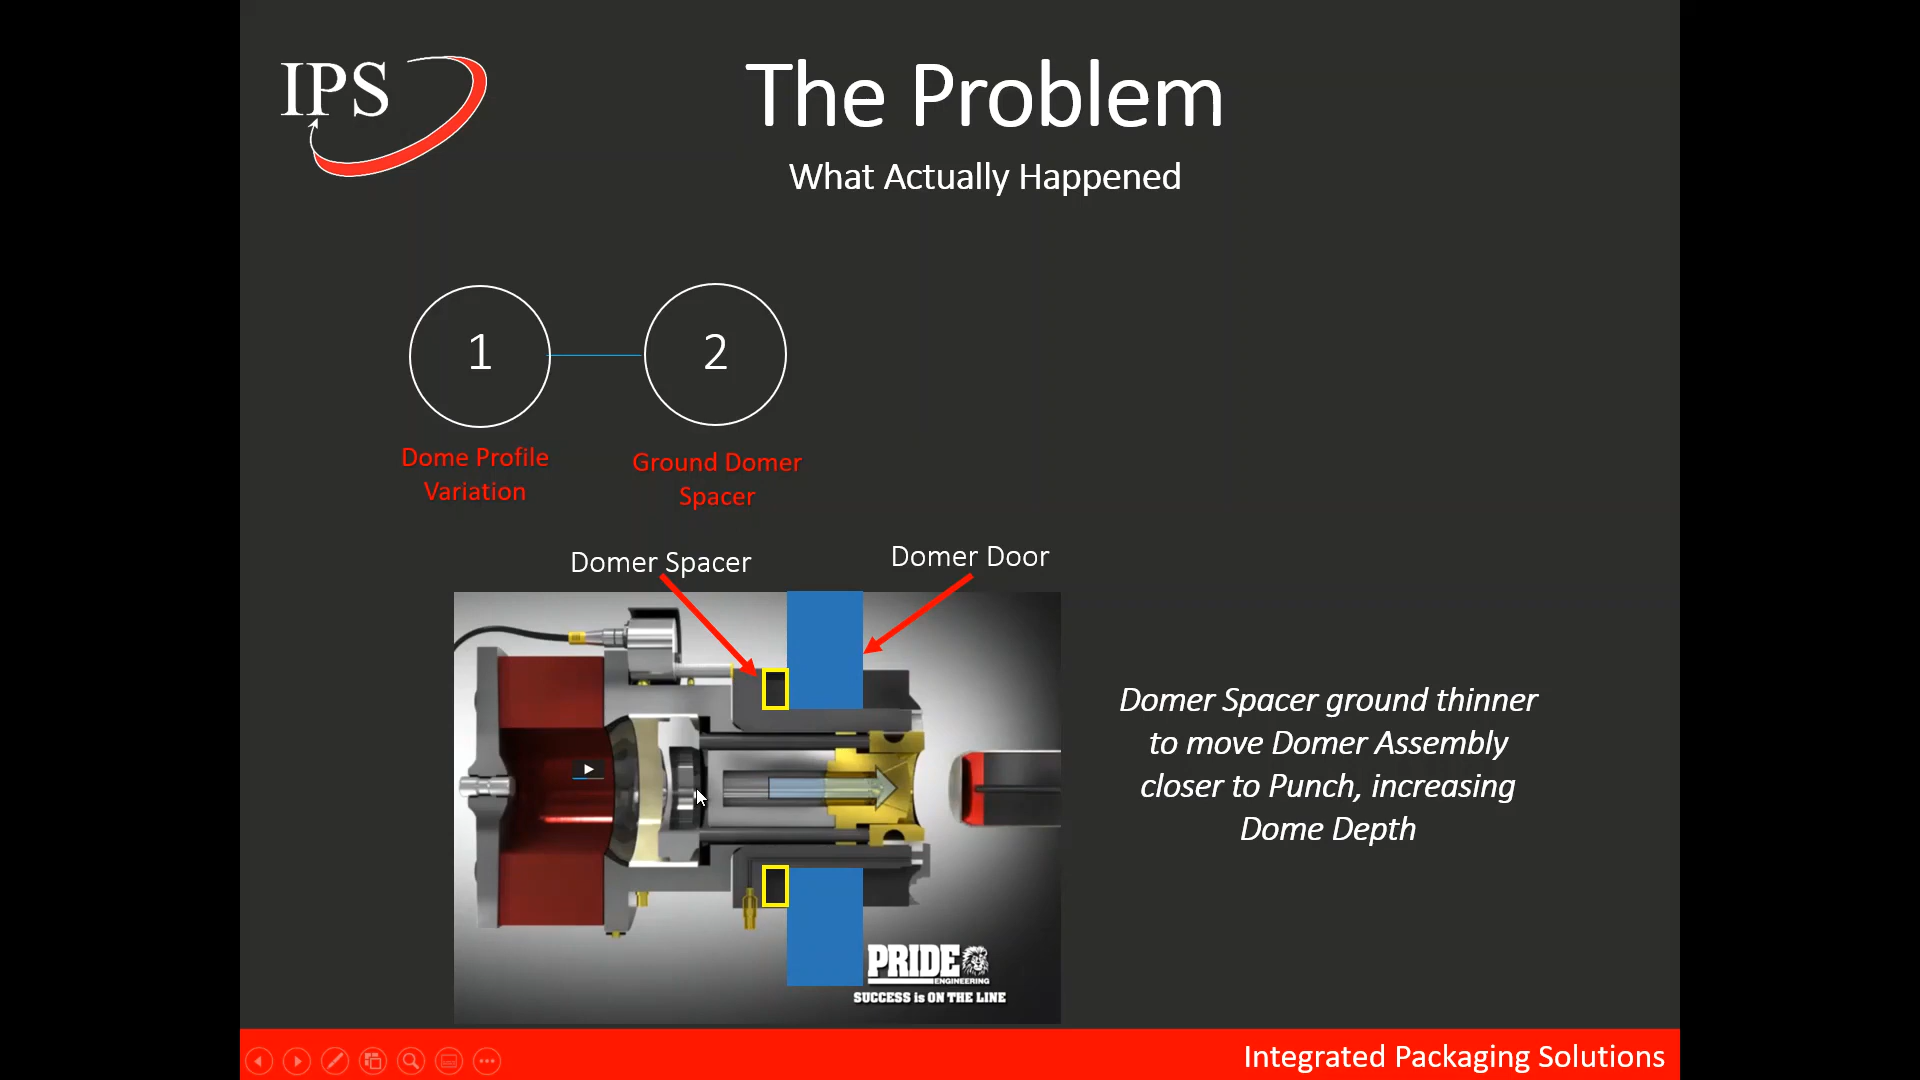 IPS
The Problem
What Actually Happened
1
2
Dome Profile
Variation
Ground Domer
Spacer
Domer Spacer
Domer Door
Domer Spacer ground thinner
to move Domer Assembly
closer to Punch, increasing
Dome Depth
PRIDE
ENGINEERING
SUCCESS is ON THE LINE
Integrated Packaging Solutions